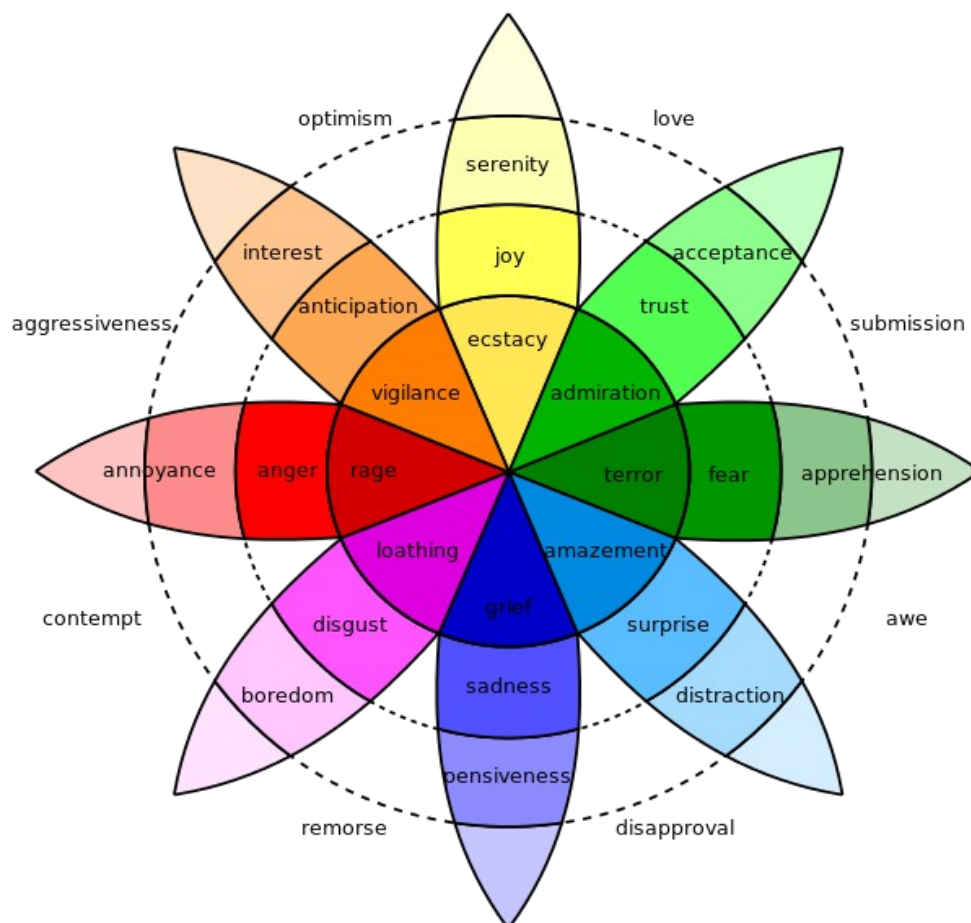 optimism
love
serenity
interest
acceptance
joy
anticipation
trust
aggressiveness
submission
ecstacy
vigilance
admiration
annoyance
anger
rage
terror
fear
apprehension
loathing
amazement
grief
contempt
disgust
surprise
awe
sadness
boredom
distraction
pensiveness
remorse
disapproval